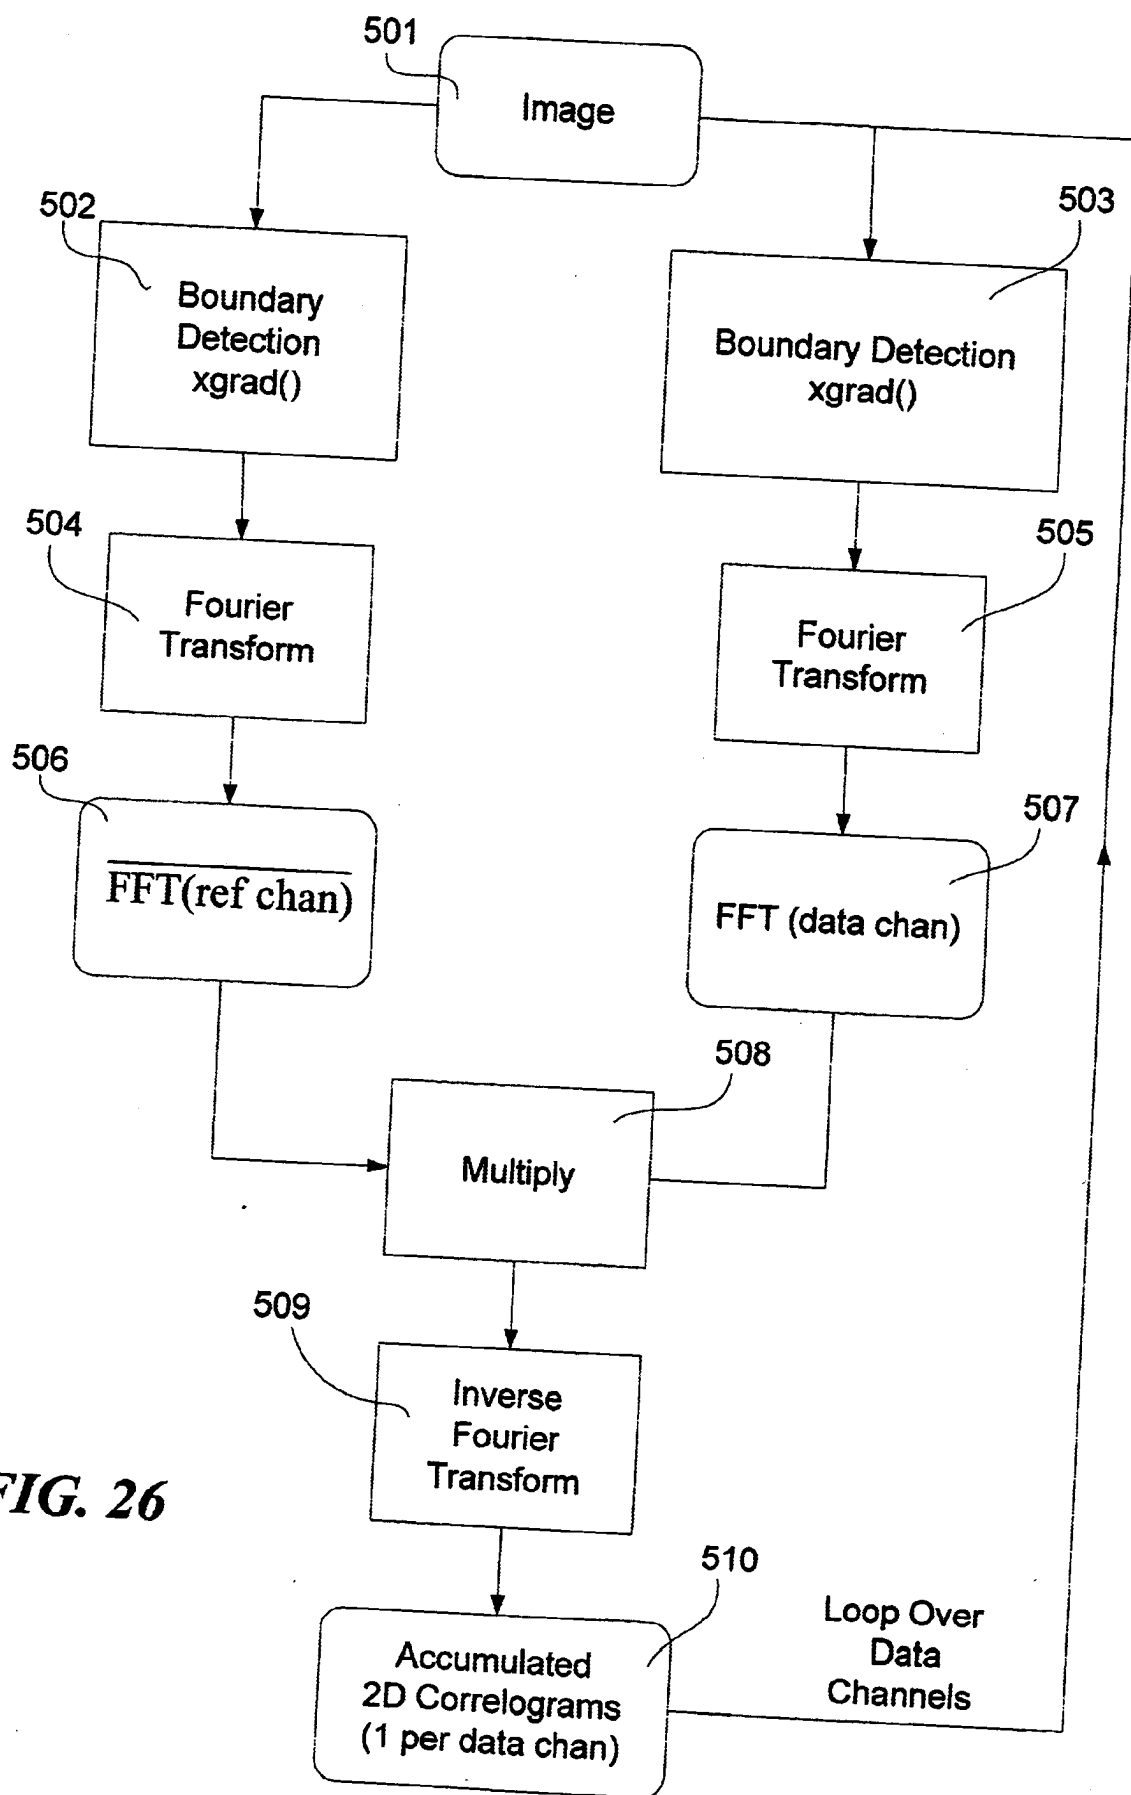 501
Image
502
503
Boundary
Detection
xgrad()
Boundary Detection
xgrad()
504
505
Fourier
Transform
Fourier
Transform
506
507
FFT(ref chan)
FFT (data chan)
508
Multiply
509
Inverse
Fourier
Transform
FIG. 26
510
Accumulated
2D Correlograms
(1 per data chan)
Loop Over
Data
Channels